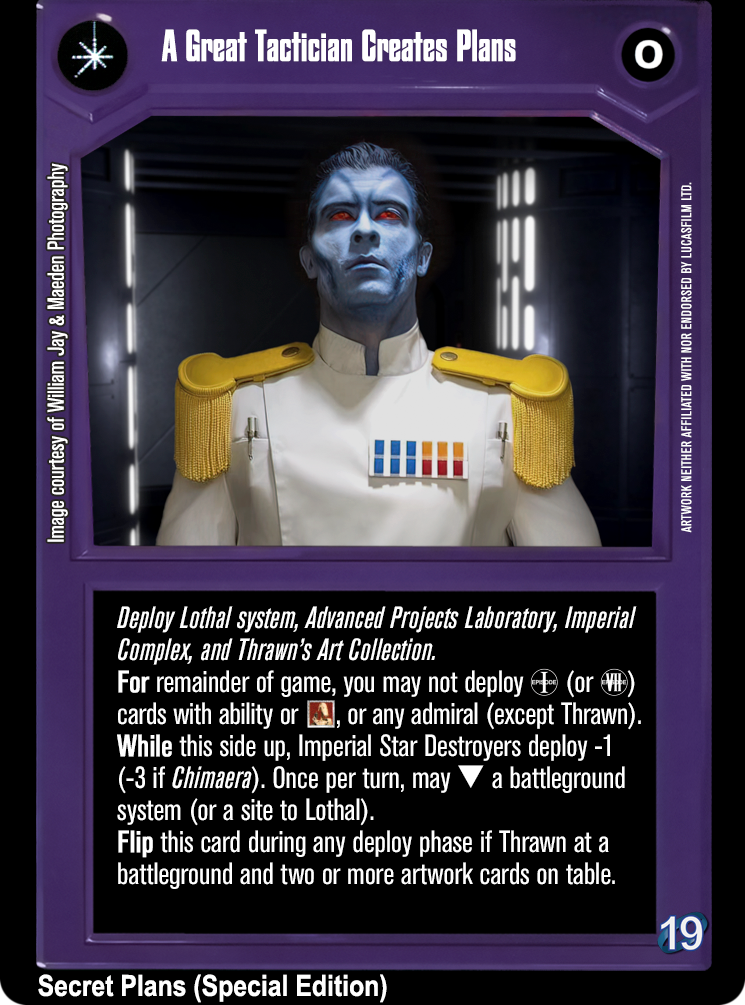 A Great Tactician Creates Plans
O
Image courtesy of William Jay & Maeden Photography
ARTWORK NEITHER AFFILIATED WITH NOR ENDORSED BY LUCASFILM LTD.
Deploy Lothal system, Advanced Projects Laboratory, Imperial
Complex, and Thrawn's Art Collection.
For remainder of game, you may not deploy EPISODE I (or EPISODE VII)
cards with ability or , or any admiral (except Thrawn).
While this side up, Imperial Star Destroyers deploy -1
(-3 if Chimaera). Once per turn, may ▼ a battleground
system (or a site to Lothal).
Flip this card during any deploy phase if Thrawn at a
battleground and two or more artwork cards on table.
19
Secret Plans (Special Edition)